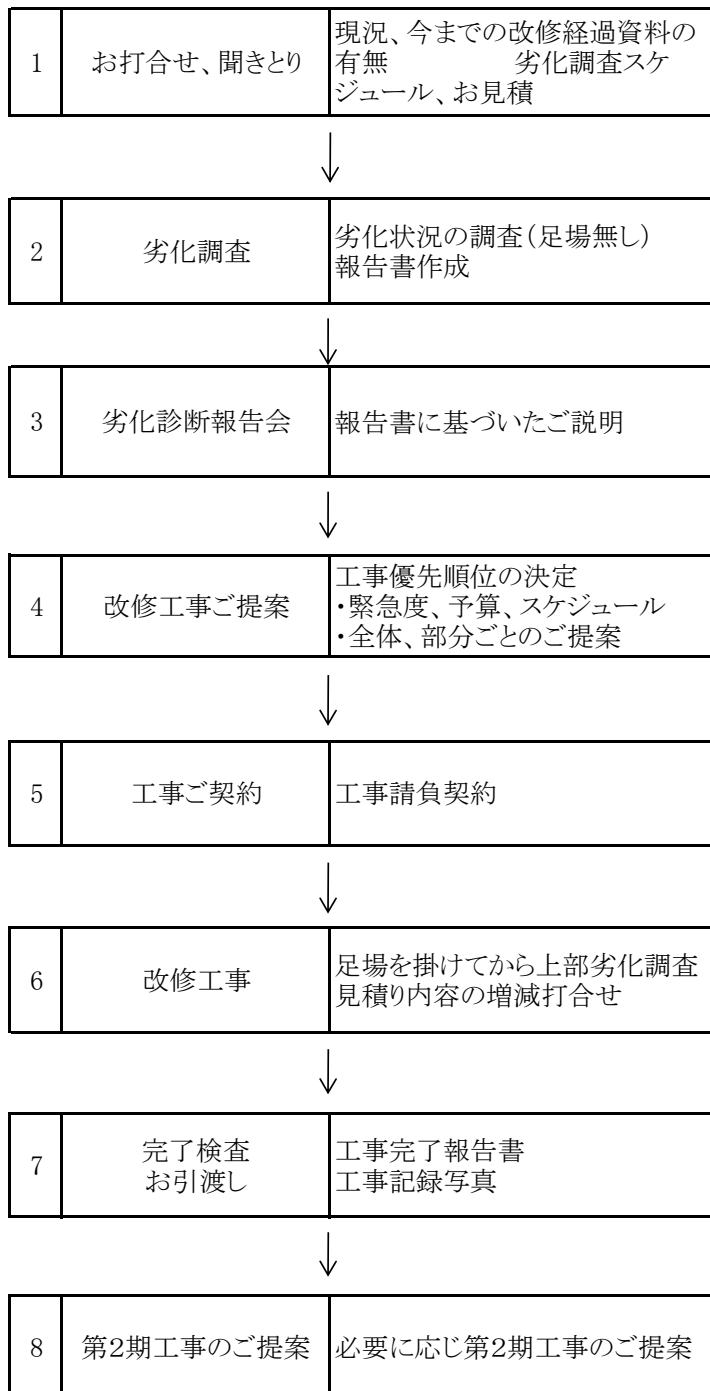 1
お打合せ、聞きとり
現況、今までの改修経過資料の
有無　　　　劣化調査スケ
ジュール、お見積
2
劣化調査
劣化状況の調査(足場無し)
報告書作成
3
劣化診断報告会
報告書に基づいたご説明
4
改修工事ご提案
工事優先順位の決定
・緊急度、予算、スケジュール
・全体、部分ごとのご提案
5
工事ご契約
工事請負契約
6
改修工事
足場を掛けてから上部劣化調査
見積り内容の増減打合せ
7
完了検査
お引渡し
工事完了報告書
工事記録写真
8
第2期工事のご提案
必要に応じ第2期工事のご提案